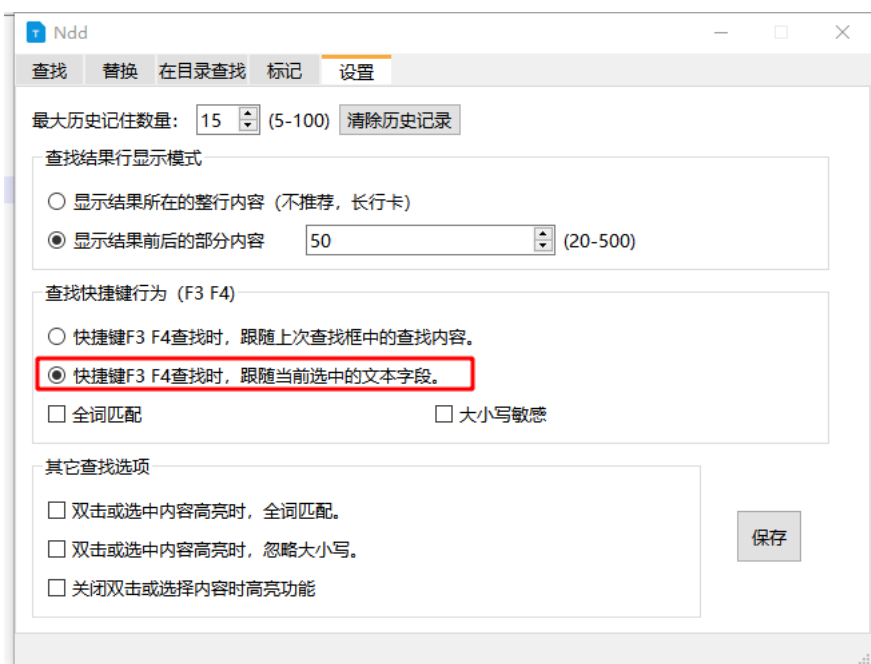 Ndd
查找 替换 在目录查找 标记 设置
最大历史记住数量： 15 (5-100) 清除历史记录
查找结果行显示模式
显示结果所在的整行内容（不推荐，长行卡）
显示结果前后的部分内容 50 (20-500)
查找快捷键行为（F3 F4)
快捷键F3 F4查找时，跟随上次查找框中的查找内容。
快捷键F3 F4查找时，跟随当前选中的文本字段。
全词匹配 大小写敏感
其它查找选项
双击或选中内容高亮时，全词匹配。
双击或选中内容高亮时，忽略大小写。
保存
关闭双击或选择内容时高亮功能